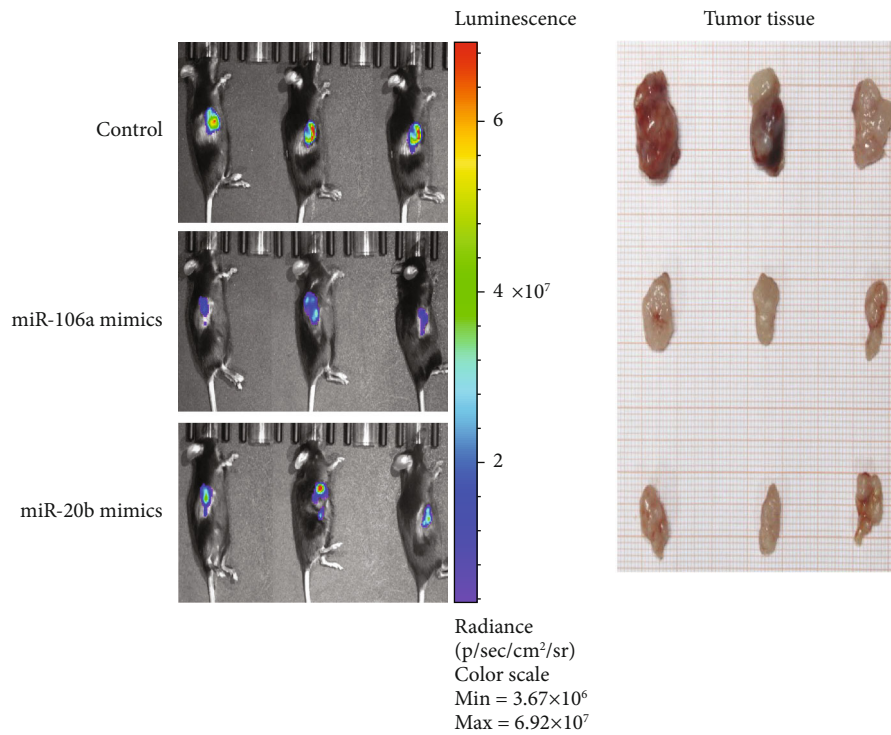 Luminescence
Tumor tissue
Control
miR-106a mimics
miR-20b mimics
6
4 ×10⁷
2
Radiance
(p/sec/cm²/sr)
Color scale
Min = 3.67×10⁶
Max = 6.92×10⁷